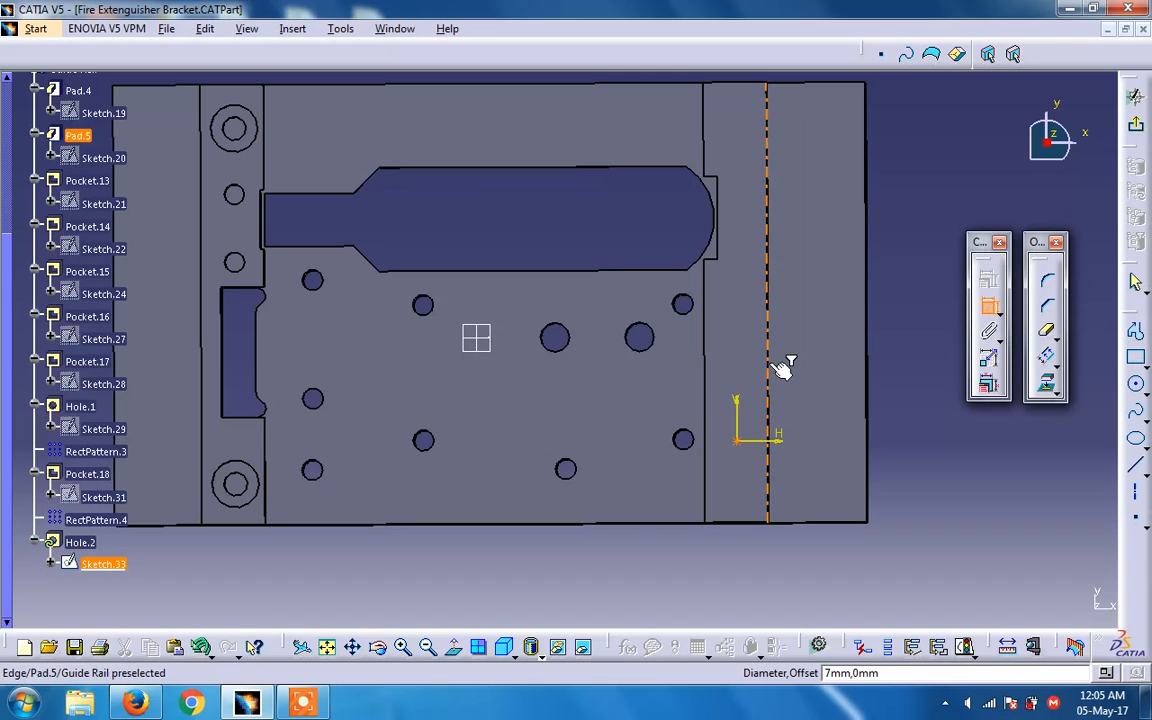 CATIA V5 - [Fire Extinguisher Bracket.CATPart]
Start ENOVIA V5 VPM File Edit View Insert Tools Window Help
Pad.4
Sketch.19
Pad.5
Sketch.20
Pocket.13
Sketch.21
Pocket.14
Sketch.22
Pocket.15
Sketch.24
Pocket.16
Sketch.27
Pocket.17
Sketch.28
Hole.1
Sketch.29
RectPattern.3
Pocket.18
Sketch.31
RectPattern.4
Hole.2
Sketch.33
y
x
z
C...
O...
V
H
y
x
CATIA
Edge/Pad.5/Guide Rail preselected
Diameter,Offset 7mm,0mm
12:05 AM
05-May-17